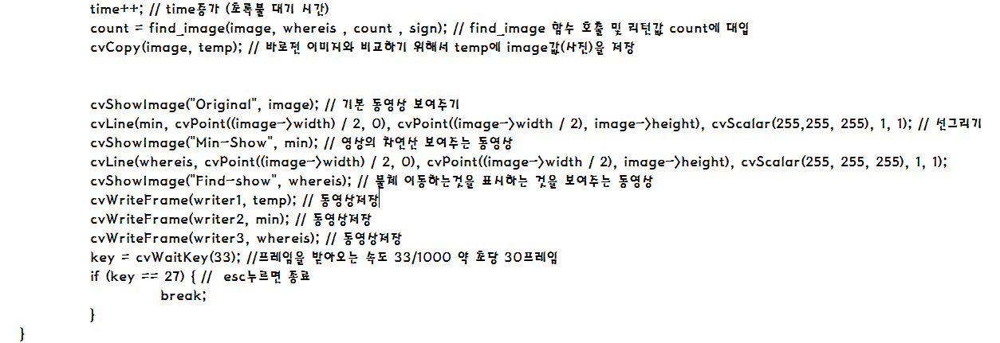 time++; // time증가 (초록불 대기 시간)
count = find_image(image, whereis , count , sign); // find_image 함수 호출 및 리턴값 count에 대입
cvCopy(image, temp); // 바로전 이미지와 비교하기 위해서 temp에 image값(사진)을 저장
cvShowImage("Original", image); // 기본 동영상 보여주기
cvLine(min, cvPoint((image->width) / 2, 0), cvPoint((image->width / 2), image->height), cvScalar(255,255, 255), 1, 1); // 선그리기
cvShowImage("Min-Show", min); // 영상의 차연산 보여주는 동영상
cvLine(whereis, cvPoint((image->width) / 2, 0), cvPoint((image->width / 2), image->height), cvScalar(255, 255, 255), 1, 1);
cvShowImage("Find-show", whereis); // 물체 이동하는것을 표시하는 것을 보여주는 동영상
cvWriteFrame(writer1, temp); // 동영상저장
cvWriteFrame(writer2, min); // 동영상저장
cvWriteFrame(writer3, whereis); // 동영상저장
key = cvWaitKey(33); //프레임을 받아오는 속도 33/1000 약 초당 30프레임
if (key == 27) { //  esc누르면 종료
break;
}
}